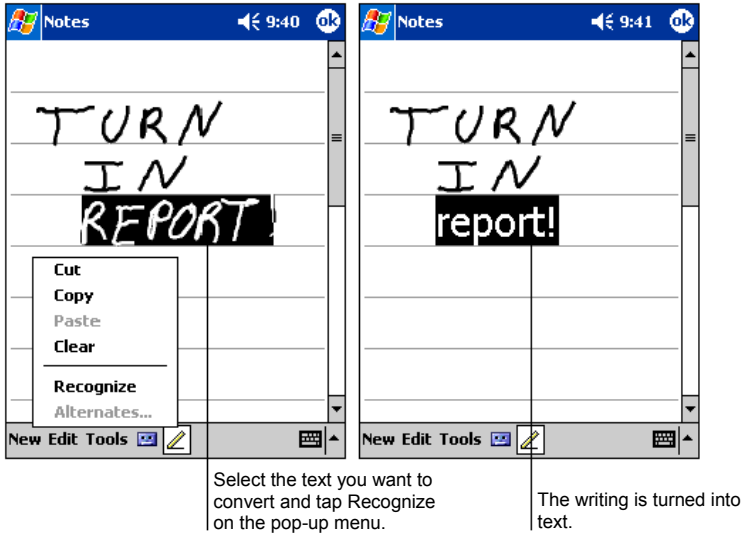 Notes 9:40 ok
TURN
IN
REPORT!
Cut
Copy
Paste
Clear
Recognize
Alternates...
New Edit Tools
Select the text you want to
convert and tap Recognize
on the pop-up menu.
Notes 9:41 ok
TURN
IN
report!
New Edit Tools
The writing is turned into
text.